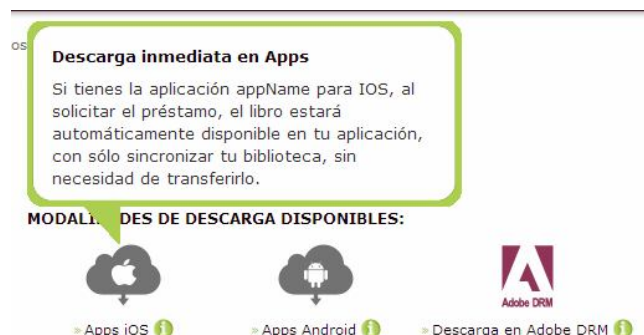 os
Descarga inmediata en Apps
Si tienes la aplicación appName para IOS, al
solicitar el préstamo, el libro estará
automáticamente disponible en tu aplicación,
con sólo sincronizar tu biblioteca, sin
necesidad de transferirlo.
MODALI DES DE DESCARGA DISPONIBLES:
Adobe DRM
» Apps iOS i
» Apps Android i
» Descarga en Adobe DRM i